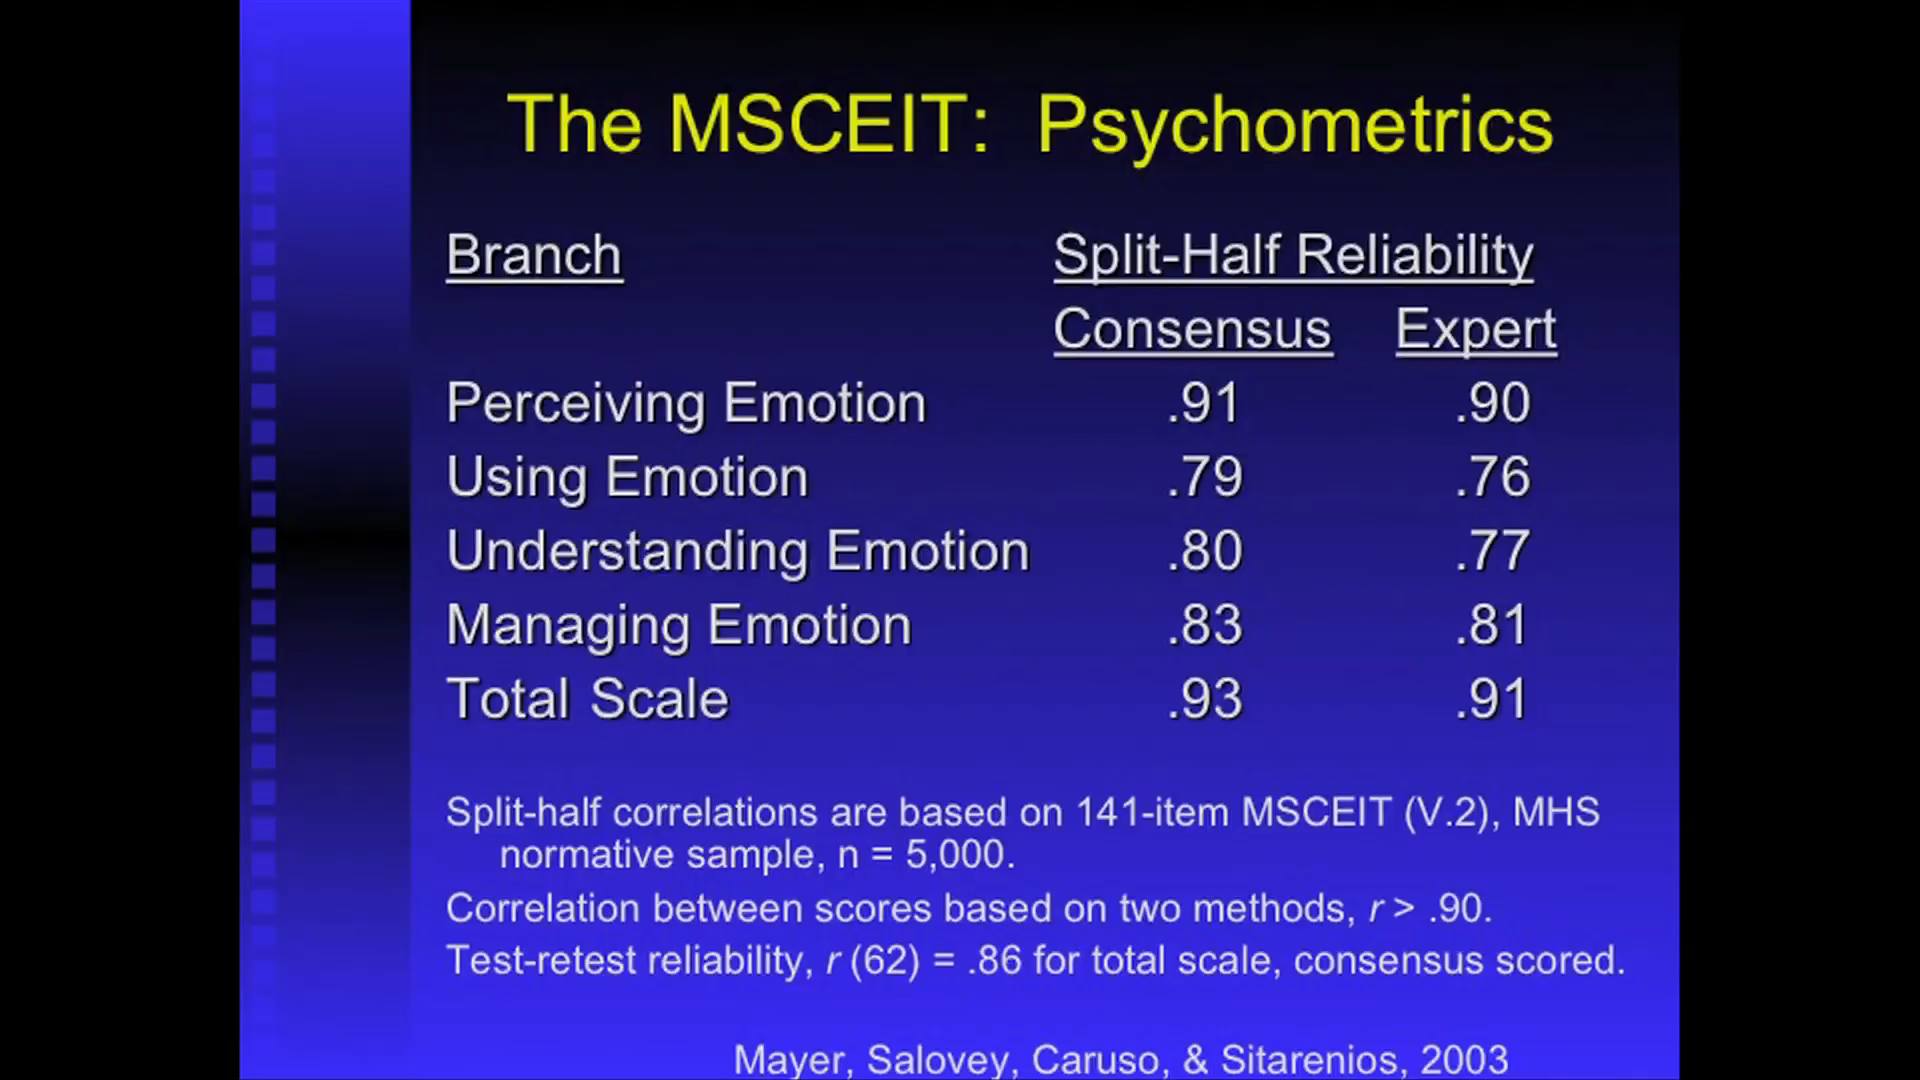 The MSCEIT: Psychometrics
Branch Split-Half Reliability
Consensus Expert
Perceiving Emotion .91 .90
Using Emotion .79 .76
Understanding Emotion .80 .77
Managing Emotion .83 .81
Total Scale .93 .91
Split-half correlations are based on 141-item MSCEIT (V.2), MHS
normative sample, n = 5,000.
Correlation between scores based on two methods, r > .90.
Test-retest reliability, r (62) = .86 for total scale, consensus scored.
Mayer, Salovey, Caruso, & Sitarenios, 2003